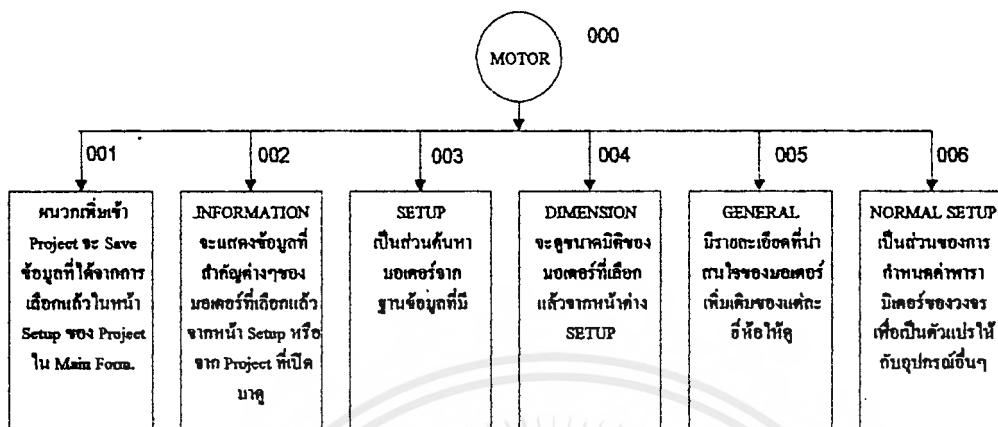 000
MOTOR
001
002
003
004
005
006
ผนวกเพิ่มเข้า
Project จะ Save
ข้อมูลที่ได้จากการ
เลือกแล้วในหน้า
Setup ของ Project
ใน Main Form.
INFORMATION
จะแสดงข้อมูลที่
สำคัญต่างๆของ
มอเตอร์ที่เลือกแล้ว
จากหน้า Setup หรือ
จาก Project ที่เปิด
มาดู
SETUP
เป็นส่วนค้นหา
มอเตอร์จาก
ฐานข้อมูลที่มี
DIMENSION
จะดูขนาดมิติของ
มอเตอร์ที่เลือก
แล้วจากหน้าต่าง
SETUP
GENERAL
มีรายละเอียดที่น่า
สนใจของมอเตอร์
เพิ่มเติมของแต่ละ
ยี่ห้อให้ดู
NORMAL SETUP
เป็นส่วนของการ
กำหนดค่าพารา
มิเตอร์ของวงจร
เพื่อเป็นตัวแปรให้
กับอุปกรณ์อื่นๆ